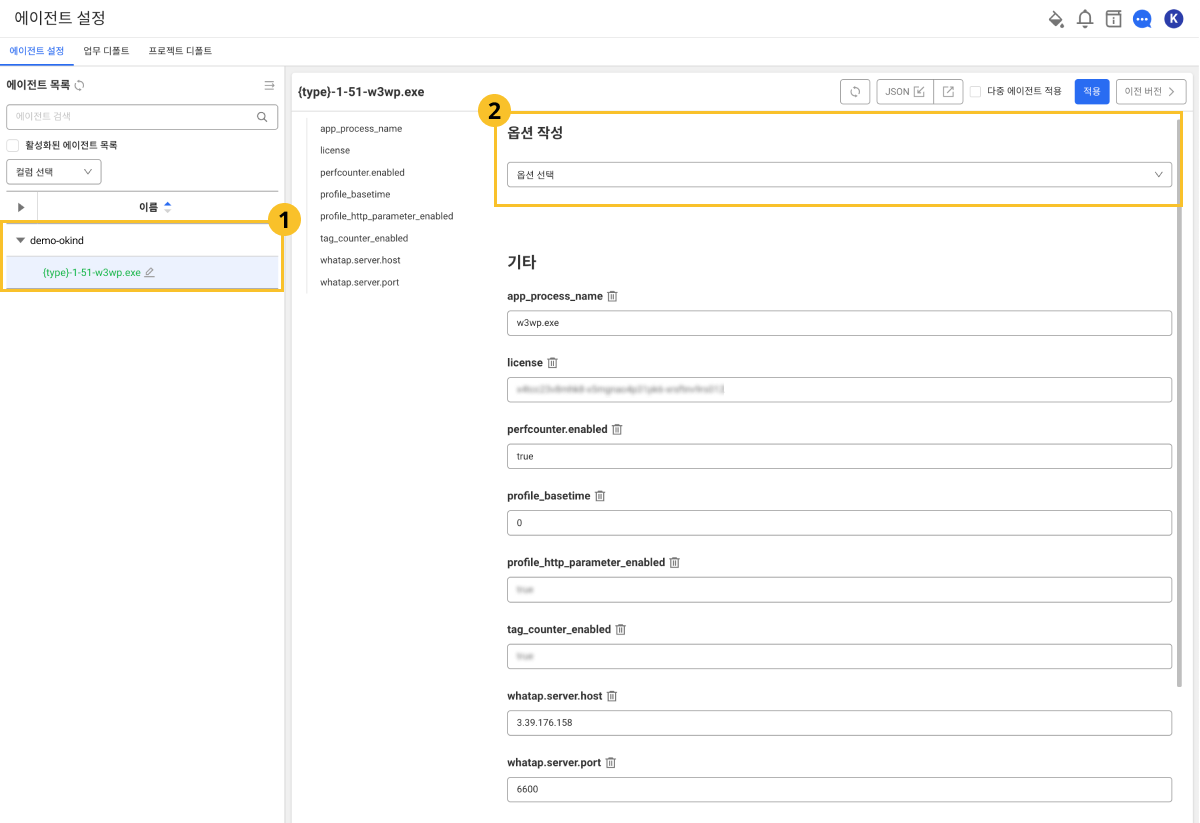 에이전트 설정
K
에이전트 설정 업무 디폴트 프로젝트 디폴트
에이전트 목록
에이전트 검색
활성화된 에이전트 목록
컬럼 선택
이름
1
demo-okind
{type}-1-51-w3wp.exe
{type}-1-51-w3wp.exe
JSON
다중 에이전트 적용
적용
이전 버전
app_process_name
license
perfcounter.enabled
profile_basetime
profile_http_parameter_enabled
tag_counter_enabled
whatap.server.host
whatap.server.port
2
옵션 작성
옵션 선택
기타
app_process_name
w3wp.exe
license
perfcounter.enabled
true
profile_basetime
0
profile_http_parameter_enabled
true
tag_counter_enabled
true
whatap.server.host
3.39.176.158
whatap.server.port
6600